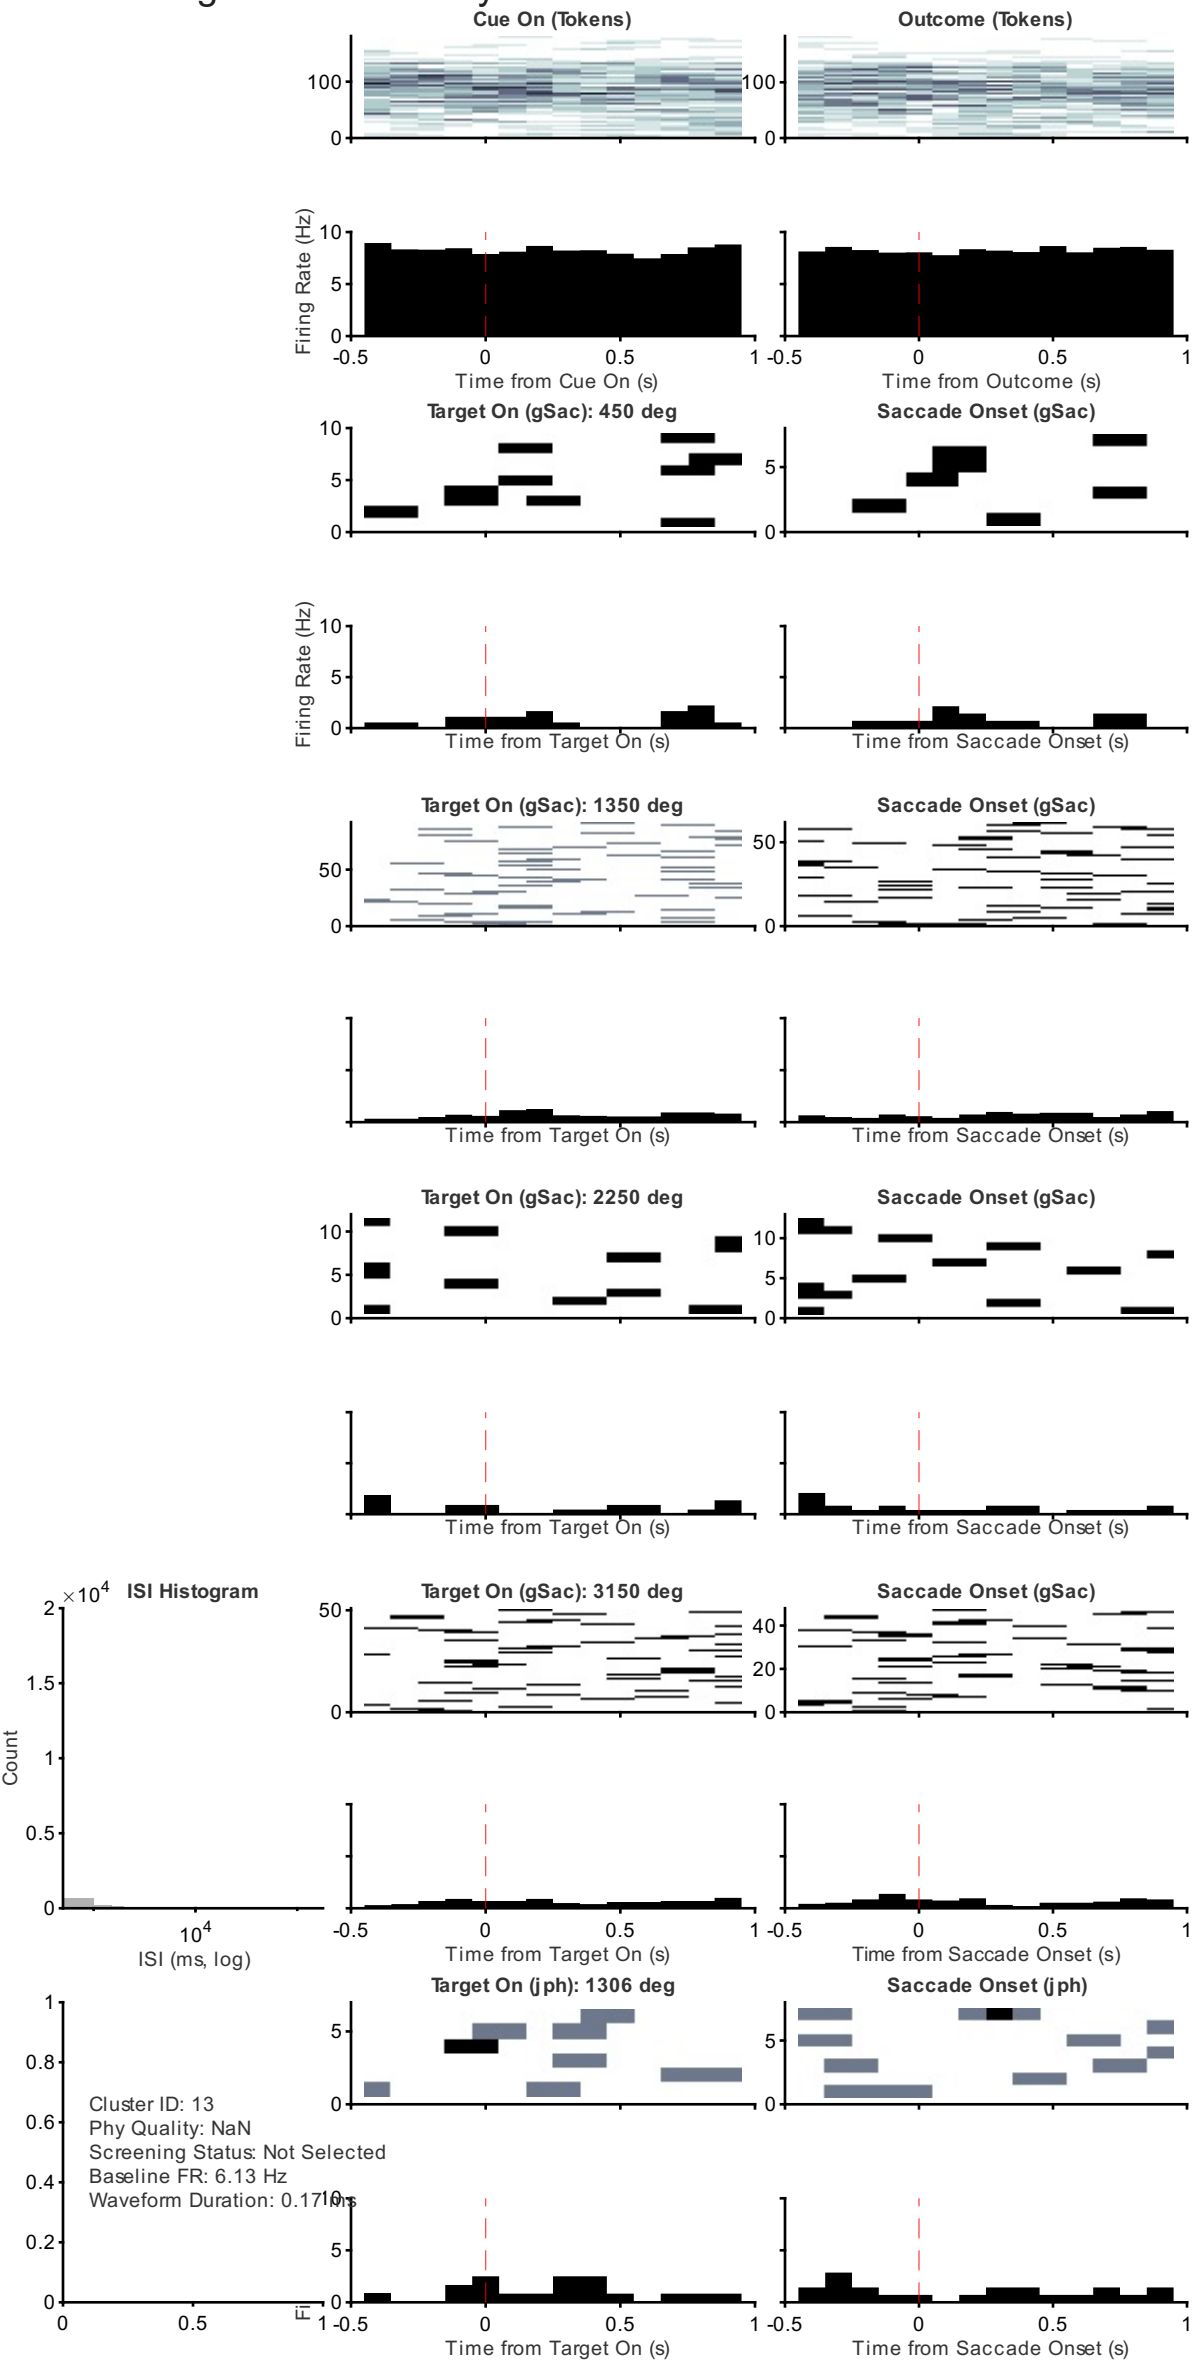 Cue On (Tokens)
Outcome (Tokens)
100
0
100
0
Firing Rate (Hz)
10
5
0
-0.5 0 0.5 1
-0.5 0 0.5 1
Time from Cue On (s)
Time from Outcome (s)
Target On (gSac): 450 deg
Saccade Onset (gSac)
10
5
0
5
0
Firing Rate (Hz)
10
5
0
Time from Target On (s)
Time from Saccade Onset (s)
Target On (gSac): 1350 deg
Saccade Onset (gSac)
50
0
50
0
Time from Target On (s)
Time from Saccade Onset (s)
Target On (gSac): 2250 deg
Saccade Onset (gSac)
10
5
0
10
5
0
Time from Target On (s)
Time from Saccade Onset (s)
×10^4
ISI Histogram
Count
2
1.5
1
0.5
0
10^4
ISI (ms, log)
Target On (gSac): 3150 deg
Saccade Onset (gSac)
50
0
40
20
0
-0.5 0 0.5 1
-0.5 0 0.5 1
Time from Target On (s)
Time from Saccade Onset (s)
Target On (jph): 1306 deg
Saccade Onset (jph)
5
0
5
0
1
0.8
0.6
0.4
0.2
0
0 0.5 1
Cluster ID: 13
Phy Quality: NaN
Screening Status: Not Selected
Baseline FR: 6.13 Hz
Waveform Duration: 0.17 ms
10
5
0
Fi
-0.5 0 0.5 1
-0.5 0 0.5 1
Time from Target On (s)
Time from Saccade Onset (s)